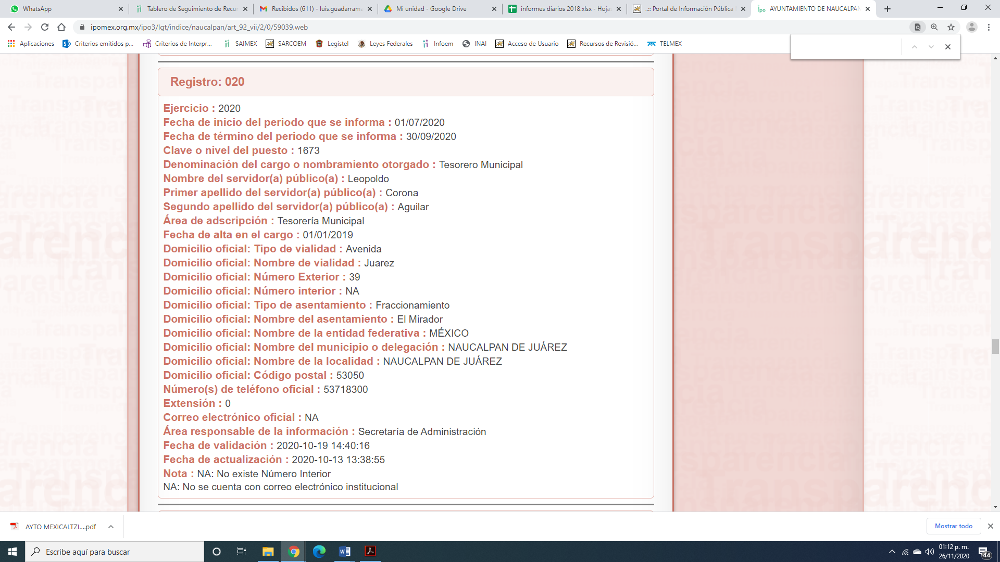 WhatsApp
Tablero de Seguimiento de Recur
Recibidos (611) - luis.guadarrama
Mi unidad - Google Drive
informes diarios 2018.xlsx - Hoja
..:: Portal de Información Pública
AYUNTAMIENTO DE NAUCALPAN
ipomex.org.mx/ipo3/lgt/indice/naucalpan/art_92_vii/2/0/59039.web
Aplicaciones
Criterios emitidos p...
Criterios de Interpr...
SAIMEX
SARCOEM
Legistel
Leyes Federales
Infoem
INAI
Acceso de Usuario
Recursos de Revisió...
TELMEX
Registro: 020
Ejercicio : 2020
Fecha de inicio del periodo que se informa : 01/07/2020
Fecha de término del periodo que se informa : 30/09/2020
Clave o nivel del puesto : 1673
Denominación del cargo o nombramiento otorgado : Tesorero Municipal
Nombre del servidor(a) público(a) : Leopoldo
Primer apellido del servidor(a) público(a) : Corona
Segundo apellido del servidor(a) público(a) : Aguilar
Área de adscripción : Tesorería Municipal
Fecha de alta en el cargo : 01/01/2019
Domicilio oficial: Tipo de vialidad : Avenida
Domicilio oficial: Nombre de vialidad : Juarez
Domicilio oficial: Número Exterior : 39
Domicilio oficial: Número interior : NA
Domicilio oficial: Tipo de asentamiento : Fraccionamiento
Domicilio oficial: Nombre del asentamiento : El Mirador
Domicilio oficial: Nombre de la entidad federativa : MÉXICO
Domicilio oficial: Nombre del municipio o delegación : NAUCALPAN DE JUÁREZ
Domicilio oficial: Nombre de la localidad : NAUCALPAN DE JUÁREZ
Domicilio oficial: Código postal : 53050
Número(s) de teléfono oficial : 53718300
Extensión : 0
Correo electrónico oficial : NA
Área responsable de la información : Secretaría de Administración
Fecha de validación : 2020-10-19 14:40:16
Fecha de actualización : 2020-10-13 13:38:55
Nota : NA: No existe Número Interior
NA: No se cuenta con correo electrónico institucional
AYTO MEXICALTZI....pdf
Mostrar todo
Escribe aquí para buscar
01:12 p. m.
26/11/2020
44